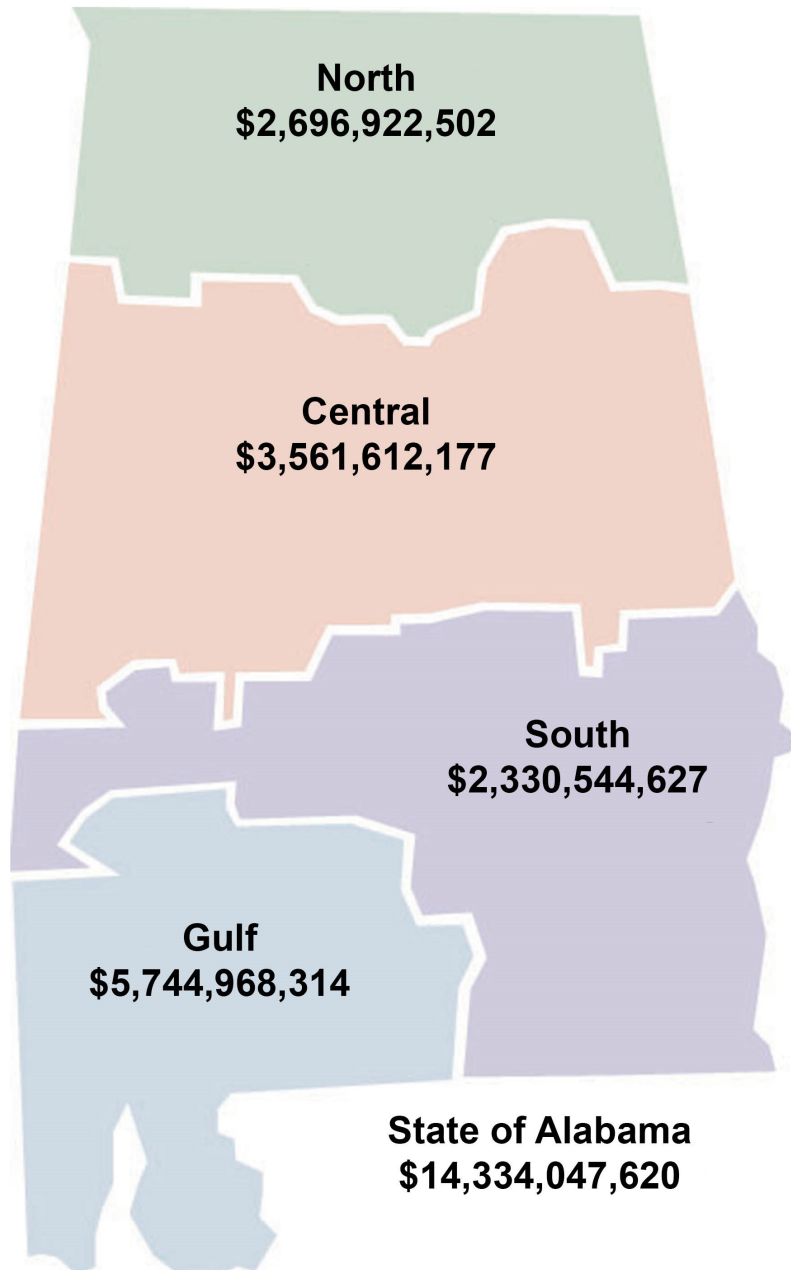 North
$2,696,922,502
Central
$3,561,612,177
South
$2,330,544,627
Gulf
$5,744,968,314
State of Alabama
$14,334,047,620